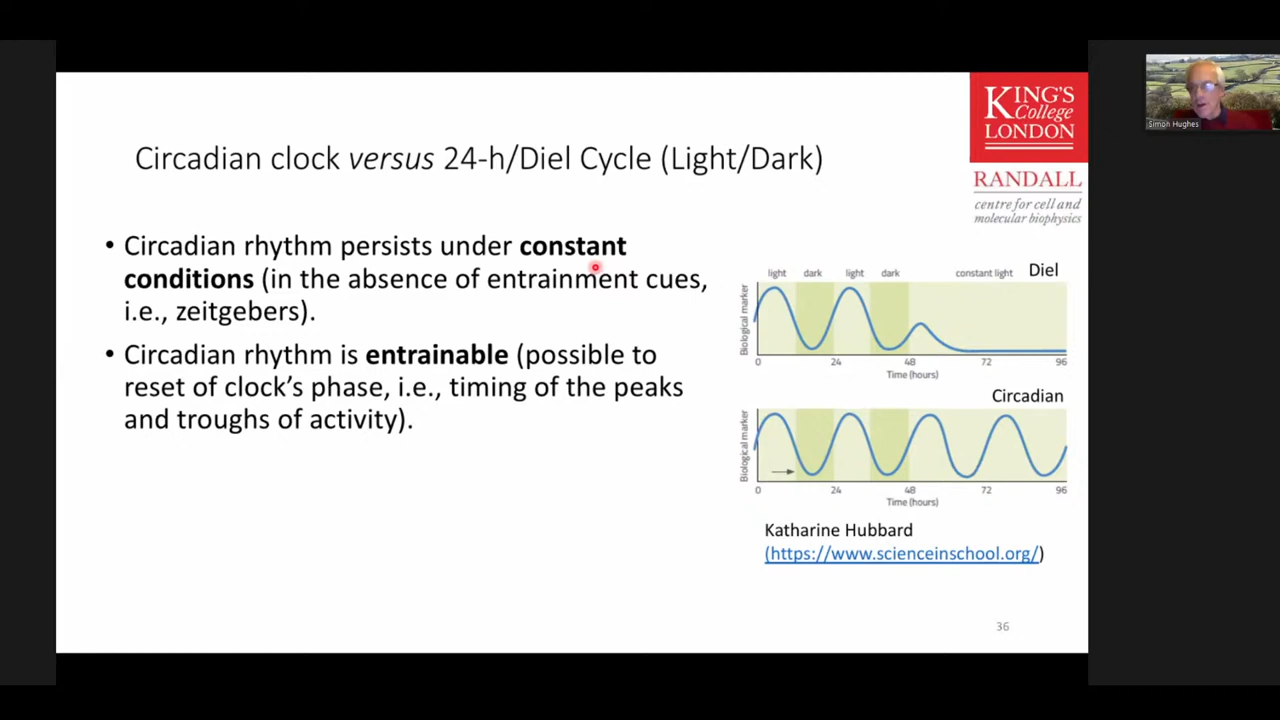 KING'S
College
LONDON
RANDALL
centre for cell and
molecular biophysics
Simon Hughes
Circadian clock versus 24-h/Diel Cycle (Light/Dark)
• Circadian rhythm persists under constant
conditions (in the absence of entrainment cues,
i.e., zeitgebers).
• Circadian rhythm is entrainable (possible to
reset of clock's phase, i.e., timing of the peaks
and troughs of activity).
light dark light dark constant light Diel
Biological marker
0 24 48 72 96
Time (hours)
Circadian
Biological marker
0 24 48 72 96
Time (hours)
Katharine Hubbard
(https://www.scienceinschool.org/)
36